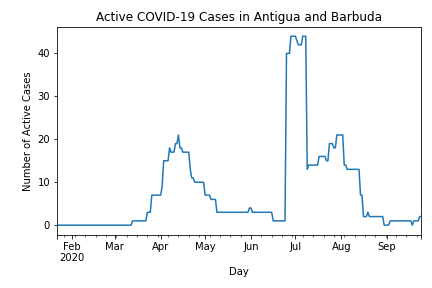 Active COVID-19 Cases in Antigua and Barbuda
Number of Active Cases
40
30
20
10
0
Feb Mar Apr May Jun Jul Aug Sep
2020
Day